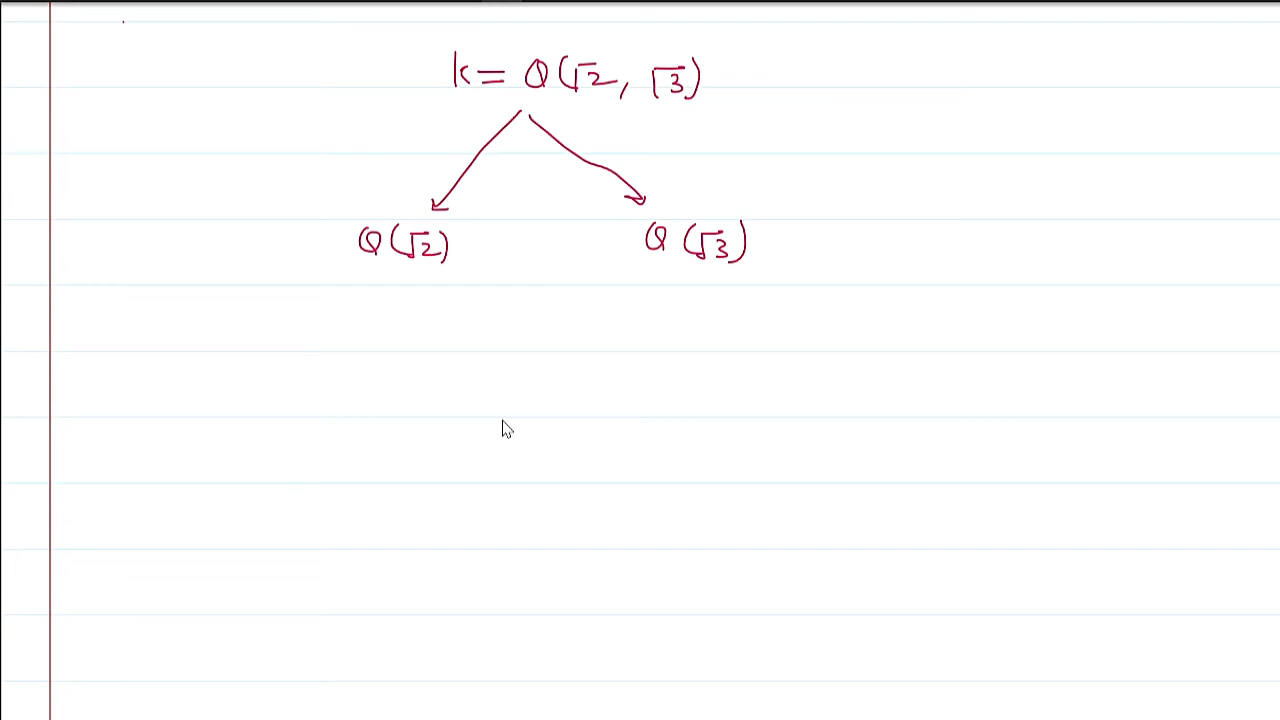 k = Q(√2, √3)
Q(√2) Q(√3)